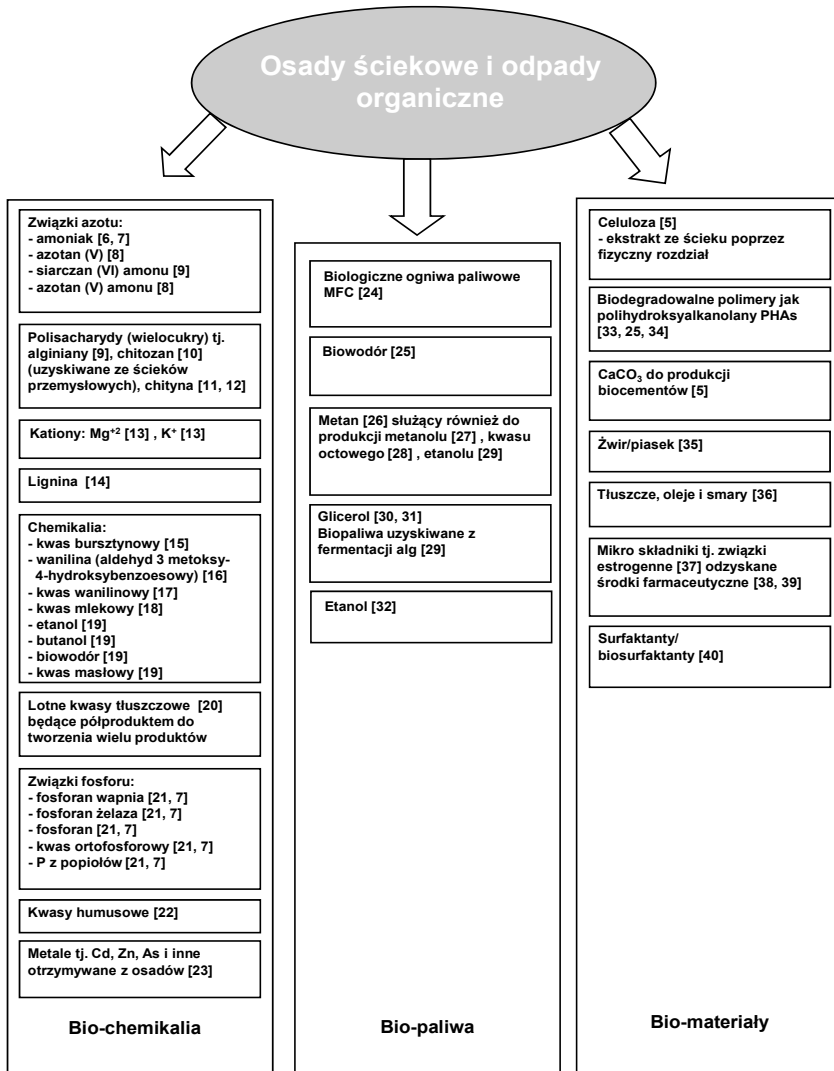 Osady ściekowe i odpady
organiczne
Związki azotu:
- amoniak [6, 7]
- azotan (V) [8]
- siarczan (VI) amonu [9]
- azotan (V) amonu [8]
Polisacharydy (wielocukry) tj.
alginiany [9], chitozan [10]
(uzyskiwane ze ścieków
przemysłowych), chityna [11, 12]
Kationy: Mg⁺² [13] , K⁺ [13]
Lignina [14]
Chemikalia:
- kwas bursztynowy [15]
- wanilina (aldehyd 3 metoksy-
4-hydroksybenzoesowy) [16]
- kwas wanilinowy [17]
- kwas mlekowy [18]
- etanol [19]
- butanol [19]
- biowodór [19]
- kwas masłowy [19]
Lotne kwasy tłuszczowe [20]
będące półproduktem do
tworzenia wielu produktów
Związki fosforu:
- fosforan wapnia [21, 7]
- fosforan żelaza [21, 7]
- fosforan [21, 7]
- kwas ortofosforowy [21, 7]
- P z popiołów [21, 7]
Kwasy humusowe [22]
Metale tj. Cd, Zn, As i inne
otrzymywane z osadów [23]
Bio-chemikalia
Biologiczne ogniwa paliwowe
MFC [24]
Biowodór [25]
Metan [26] służący również do
produkcji metanolu [27] , kwasu
octowego [28] , etanolu [29]
Glicerol [30, 31]
Biopaliwa uzyskiwane z
fermentacji alg [29]
Etanol [32]
Bio-paliwa
Celuloza [5]
- ekstrakt ze ścieku poprzez
fizyczny rozdział
Biodegradowalne polimery jak
polihydroksyalkanolany PHAs
[33, 25, 34]
CaCO₃ do produkcji
biocementów [5]
Żwir/piasek [35]
Tłuszcze, oleje i smary [36]
Mikro składniki tj. związki
estrogenne [37] odzyskane
środki farmaceutyczne [38, 39]
Surfaktanty/
biosurfaktanty [40]
Bio-materiały